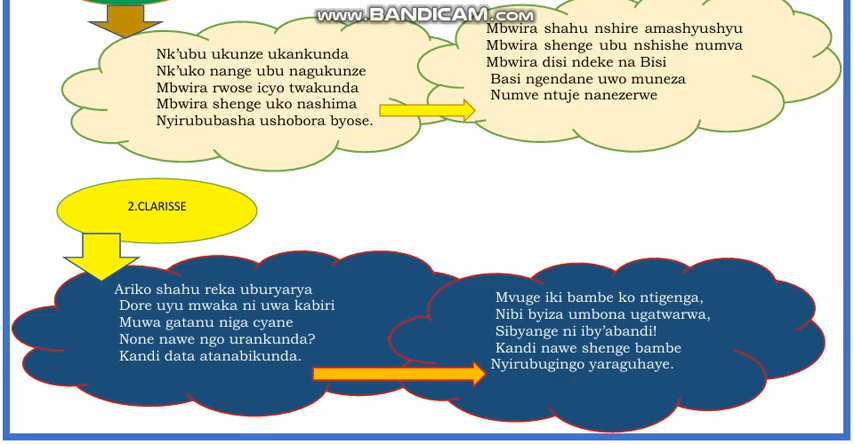 www.BANDICAM.com
Nk'ubu ukunze ukankunda
Nk'uko nange ubu nagukunze
Mbwira rwose icyo twakunda
Mbwira shenge uko nashima
Nyirububasha ushobora byose.
Mbwira shahu nshire amashyushyu
Mbwira shenge ubu nshishe numva
Mbwira disi ndeke na Bisi
Basi ngendane uwo muneza
Numve ntuje nanezerwe
2.CLARISSE
Ariko shahu reka uburyarya
Dore uyu mwaka ni uwa kabiri
Muwa gatanu niga cyane
None nawe ngo urankunda?
Kandi data atanabikunda.
Mvuge iki bambe ko ntigenga,
Nibi byiza umbona ugatwarwa,
Sibyange ni iby'abandi!
Kandi nawe shenge bambe
Nyirubugingo yaraguhaye.